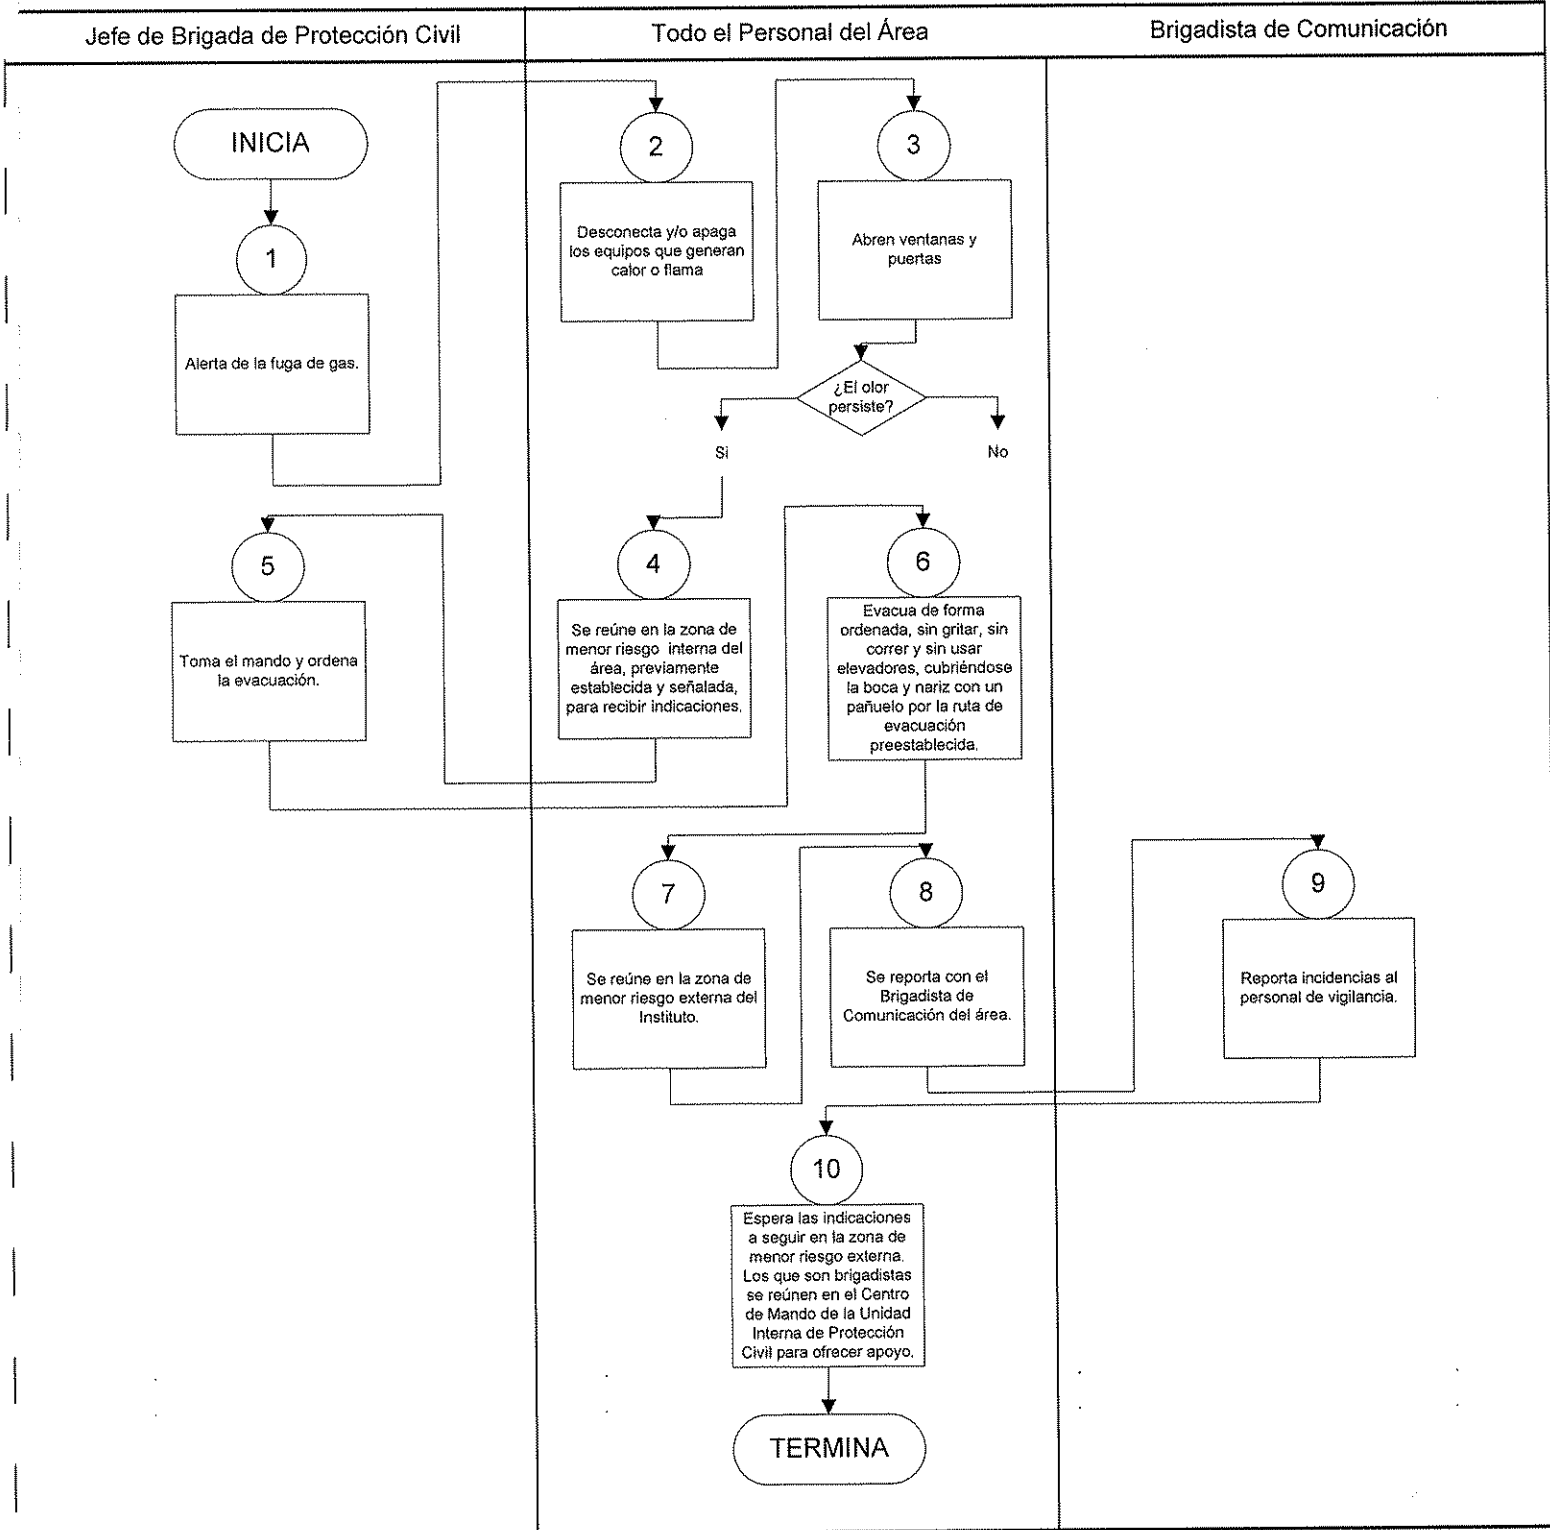 Jefe de Brigada de Protección Civil
Todo el Personal del Área
Brigadista de Comunicación
INICIA
1
Alerta de la fuga de gas.
2
Desconecta y/o apaga
los equipos que generan
calor o flama
3
Abren ventanas y
puertas
¿El olor
persiste?
Si
No
4
Se reúne en la zona de
menor riesgo interna del
área, previamente
establecida y señalada,
para recibir indicaciones.
5
Toma el mando y ordena
la evacuación.
6
Evacua de forma
ordenada, sin gritar, sin
correr y sin usar
elevadores, cubriéndose
la boca y nariz con un
pañuelo por la ruta de
evacuación
preestablecida.
7
Se reúne en la zona de
menor riesgo externa del
Instituto.
8
Se reporta con el
Brigadista de
Comunicación del área.
9
Reporta incidencias al
personal de vigilancia.
10
Espera las indicaciones
a seguir en la zona de
menor riesgo externa.
Los que son brigadistas
se reúnen en el Centro
de Mando de la Unidad
Interna de Protección
Civil para ofrecer apoyo.
TERMINA